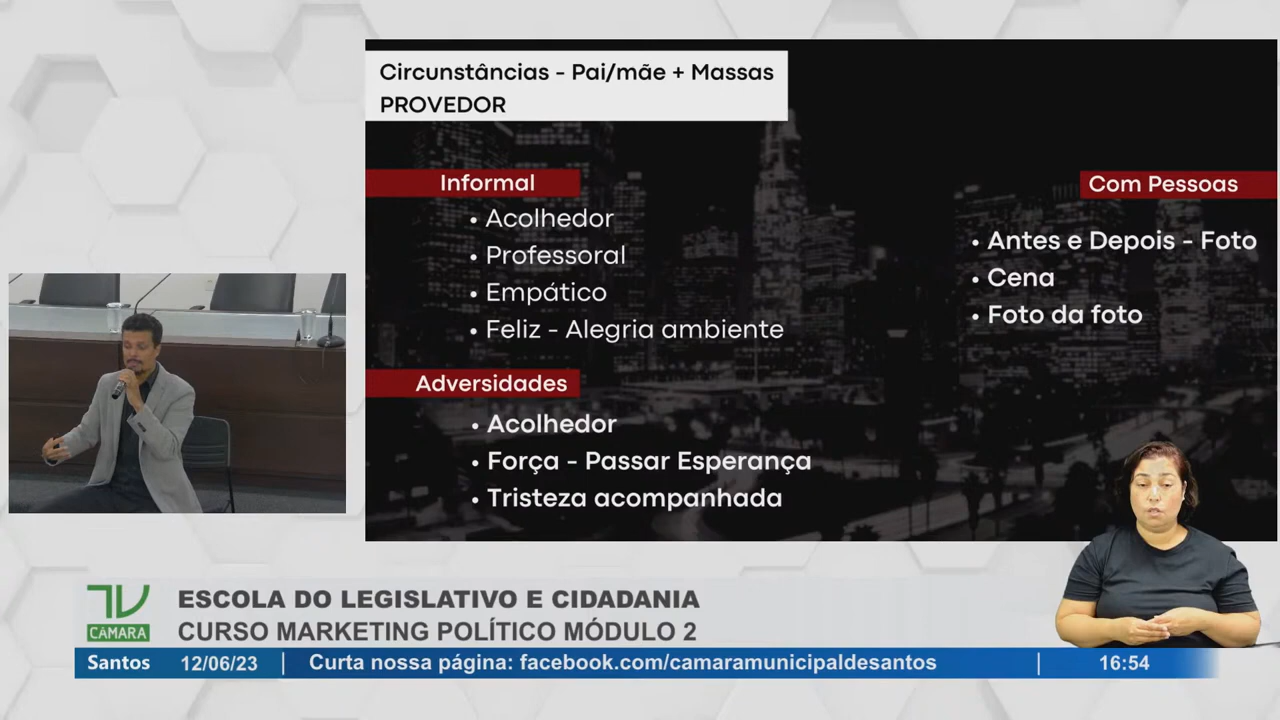 Circunstâncias - Pai/mãe + Massas
PROVEDOR
Informal
• Acolhedor
• Professoral
• Empático
• Feliz - Alegria ambiente
Adversidades
• Acolhedor
• Força - Passar Esperança
• Tristeza acompanhada
Com Pessoas
• Antes e Depois - Foto
• Cena
• Foto da foto
TV
CÂMARA
ESCOLA DO LEGISLATIVO E CIDADANIA
CURSO MARKETING POLÍTICO MÓDULO 2
Santos 12/06/23 | Curta nossa página: facebook.com/camaramunicipaldesantos | 16:54